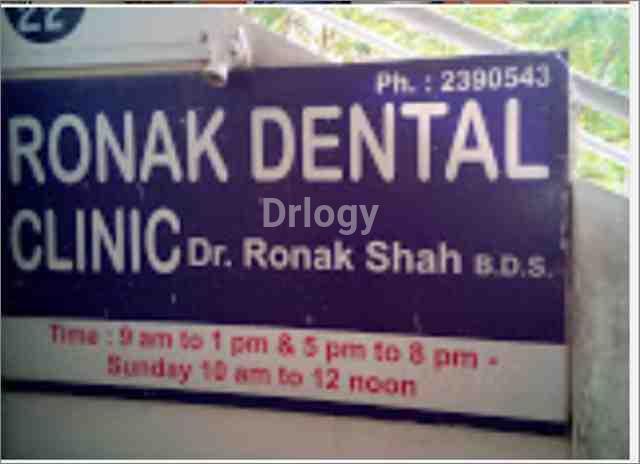 22
Ph. : 2390543
RONAK DENTAL
Drlogy
CLINIC Dr. Ronak Shah B.D.S.
Time : 9 am to 1 pm & 5 pm to 8 pm -
Sunday 10 am to 12 noon